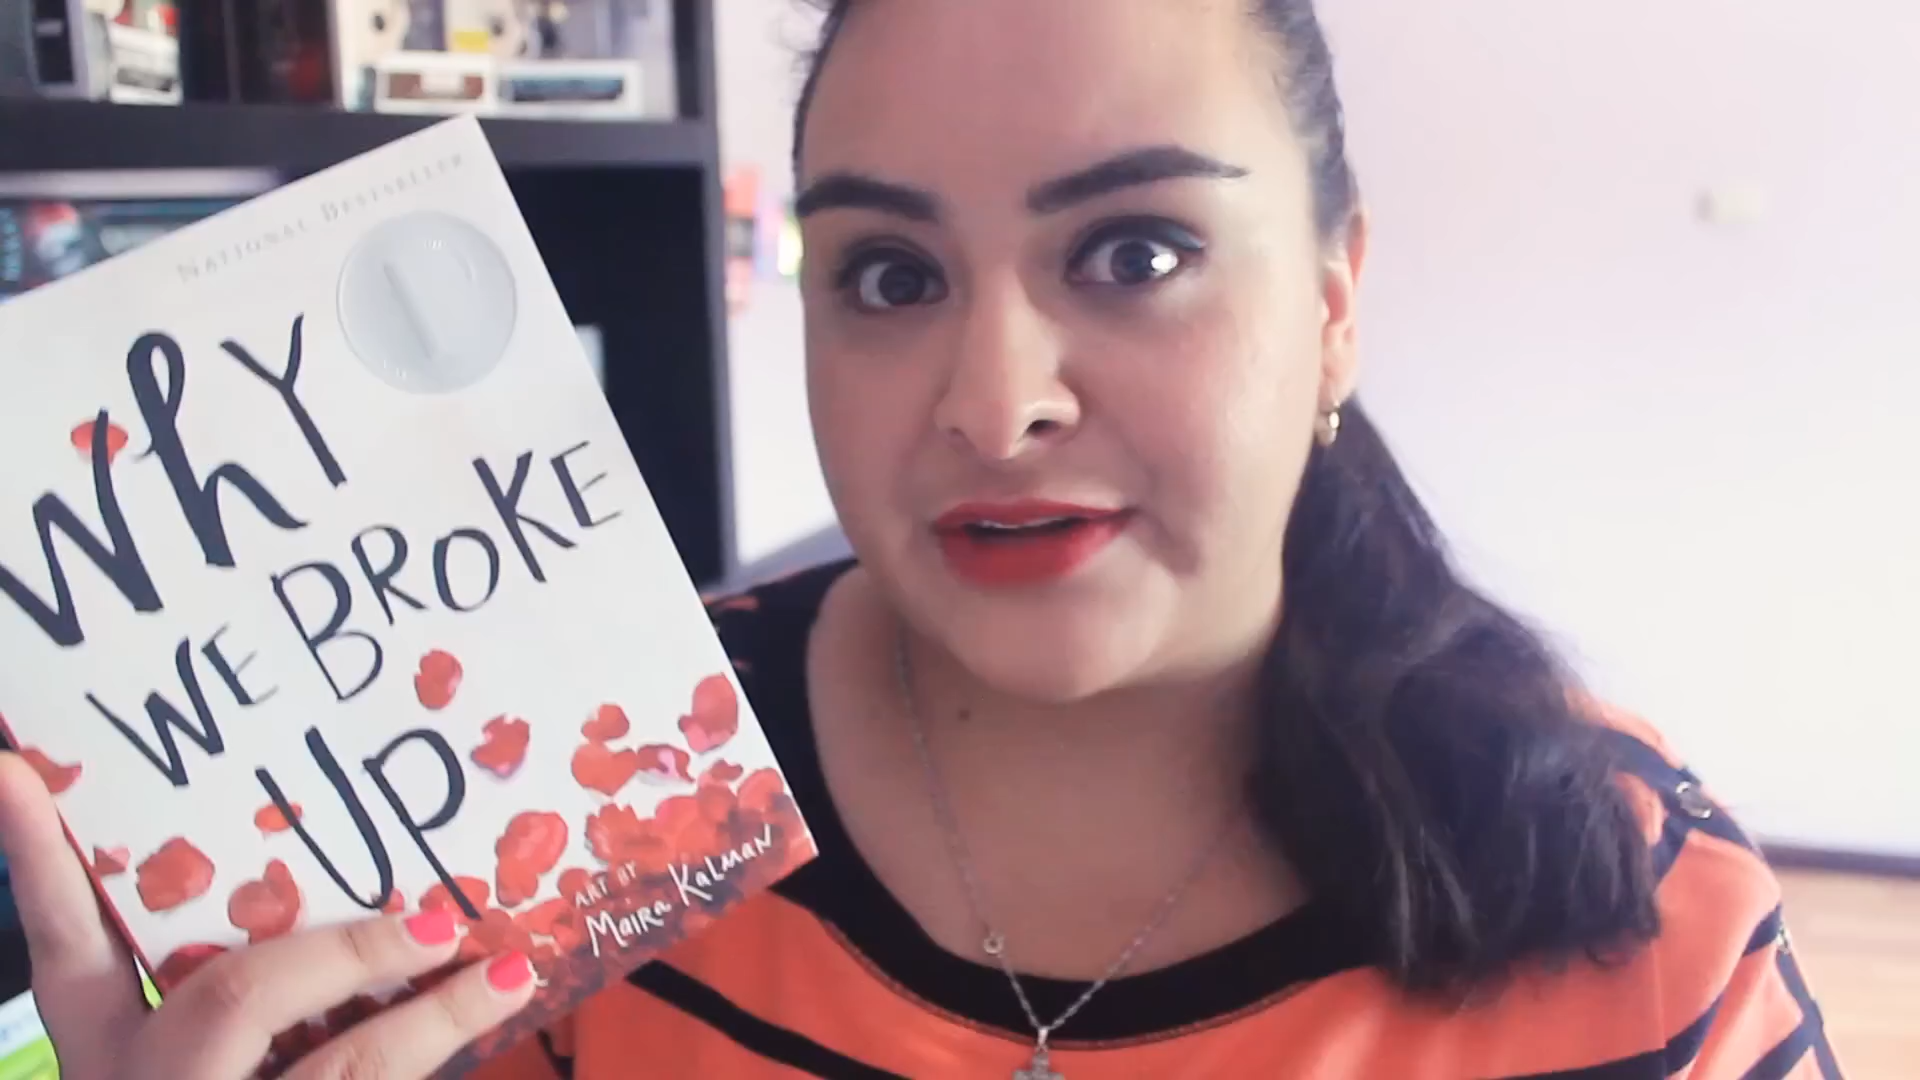 NATIONAL BESTSELLER
Why
WE BROKE
UP
ART BY
MaiRa KaLMaN